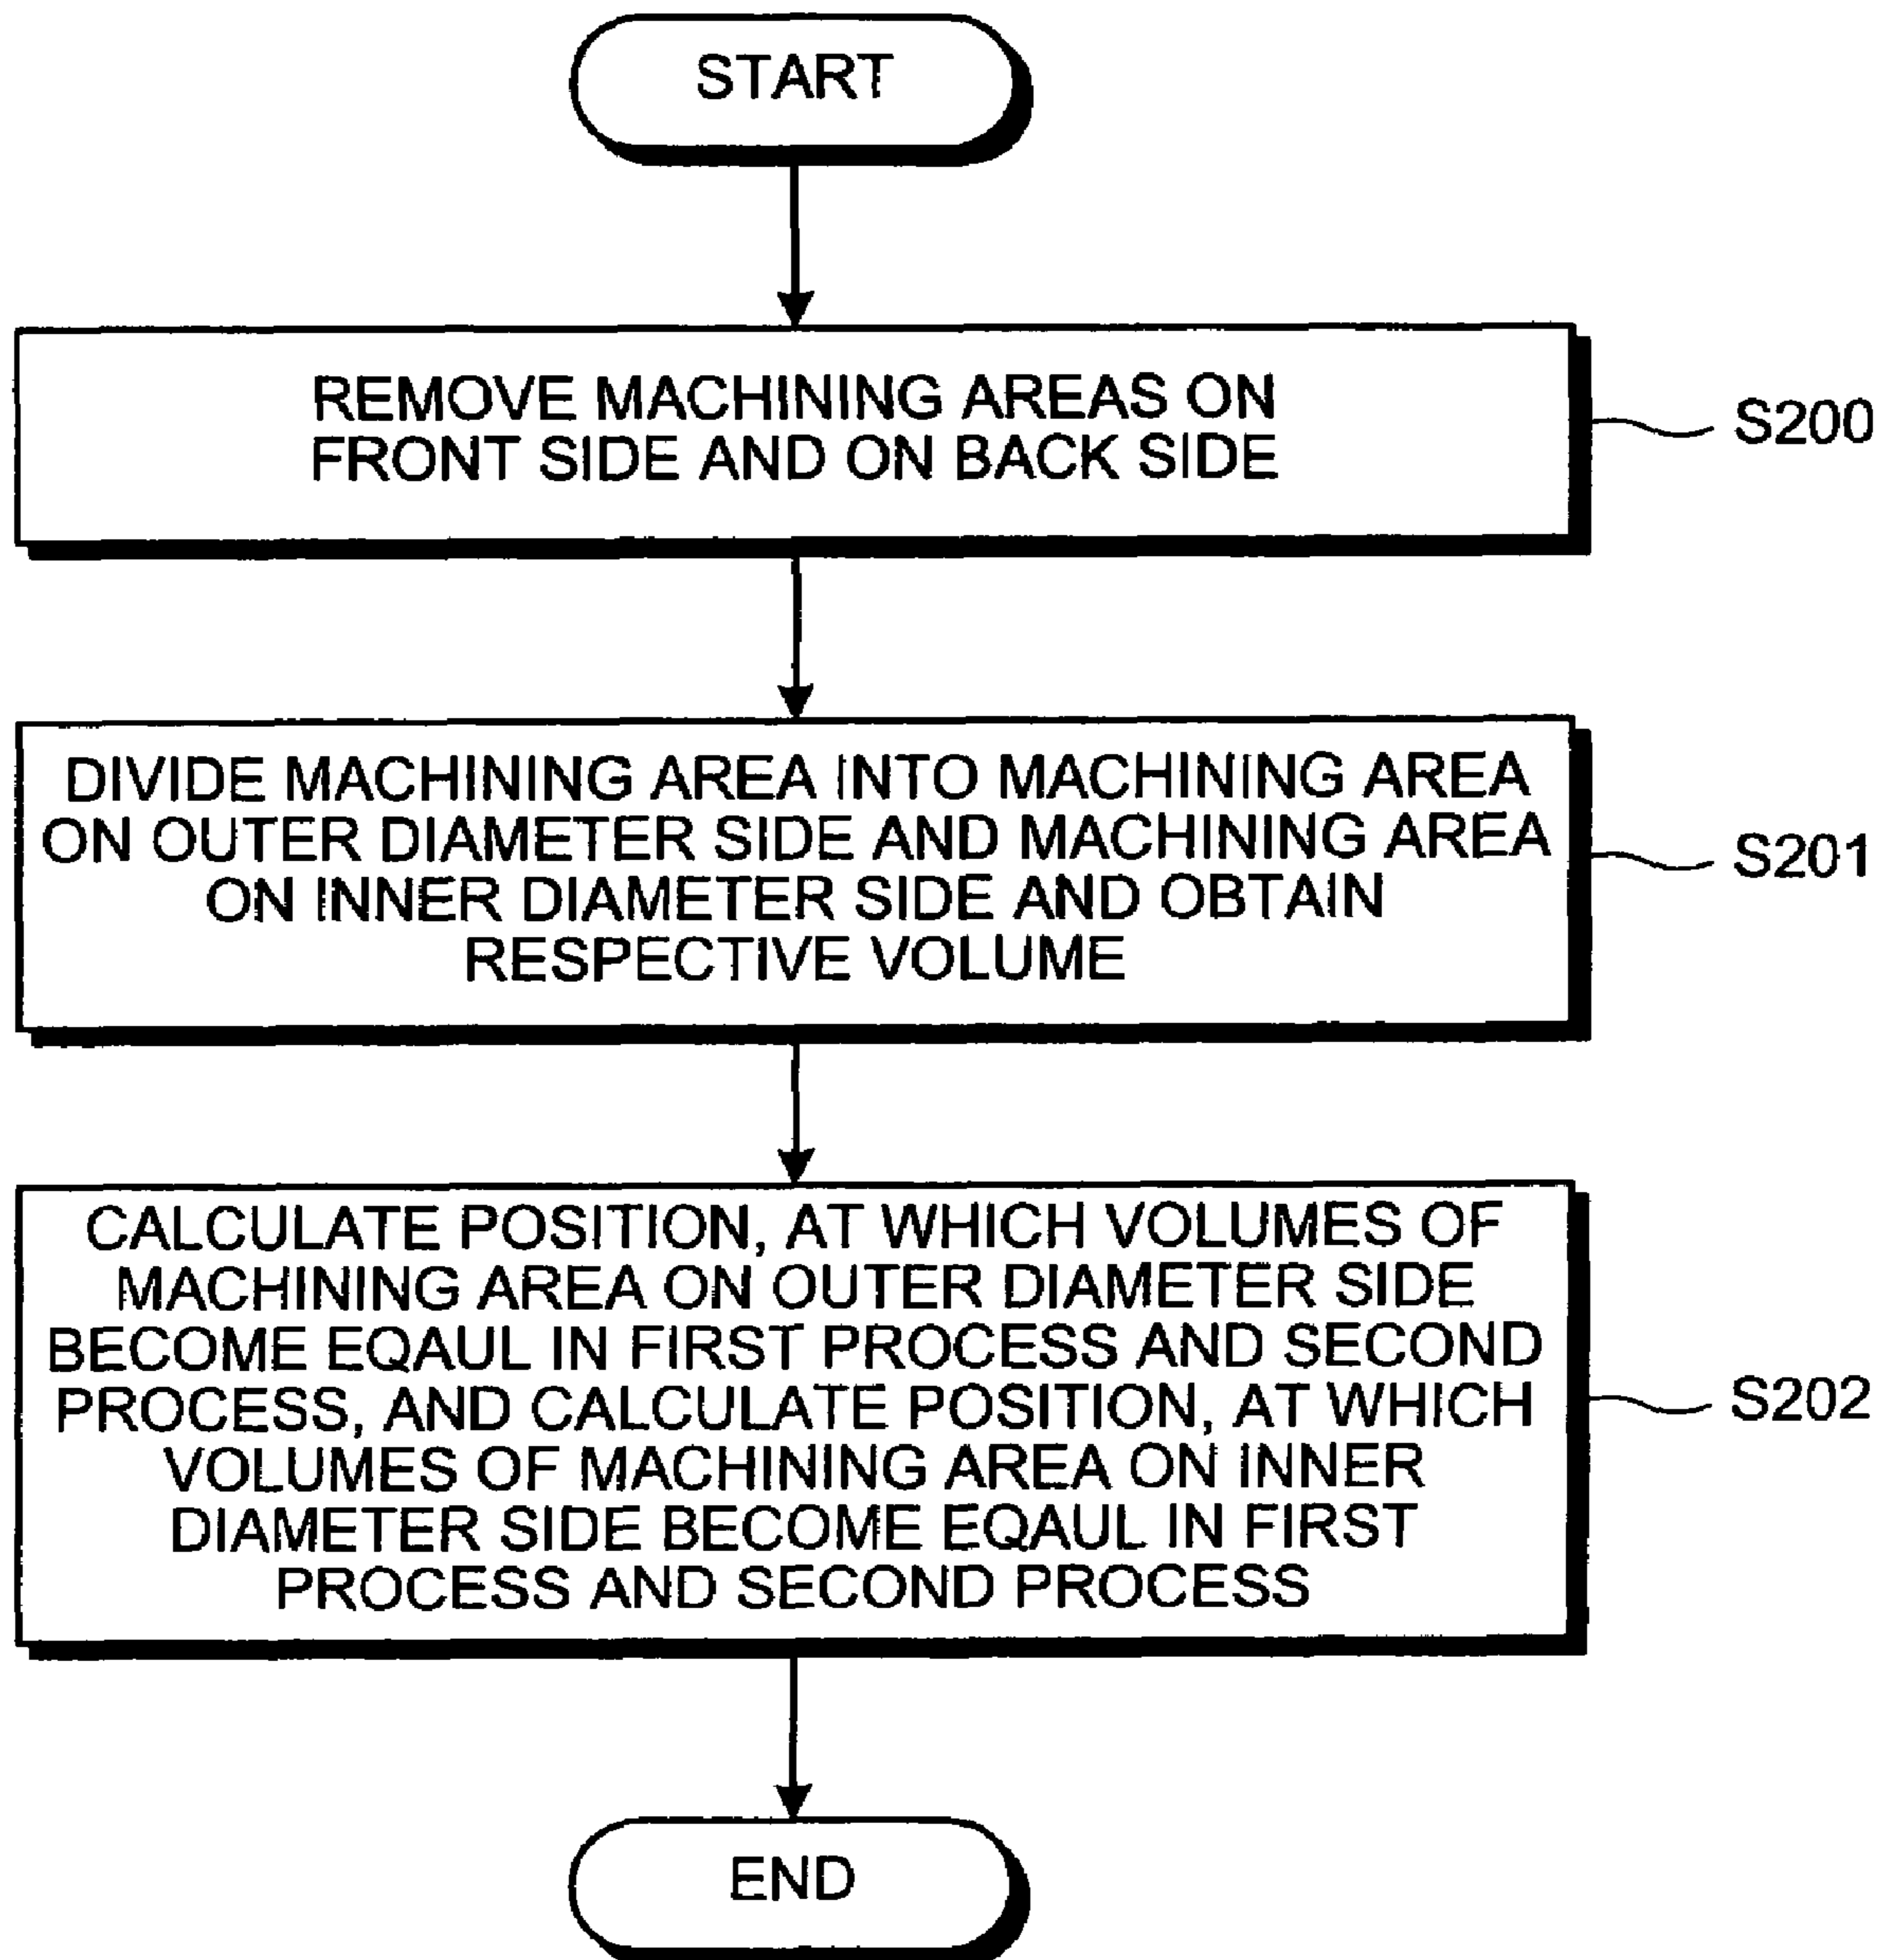 START
REMOVE MACHINING AREAS ON
FRONT SIDE AND ON BACK SIDE
S200
DIVIDE MACHINING AREA INTO MACHINING AREA
ON OUTER DIAMETER SIDE AND MACHINING AREA
ON INNER DIAMETER SIDE AND OBTAIN
RESPECTIVE VOLUME
S201
CALCULATE POSITION, AT WHICH VOLUMES OF
MACHINING AREA ON OUTER DIAMETER SIDE
BECOME EQAUL IN FIRST PROCESS AND SECOND
PROCESS, AND CALCULATE POSITION, AT WHICH
VOLUMES OF MACHINING AREA ON INNER
DIAMETER SIDE BECOME EQAUL IN FIRST
PROCESS AND SECOND PROCESS
S202
END